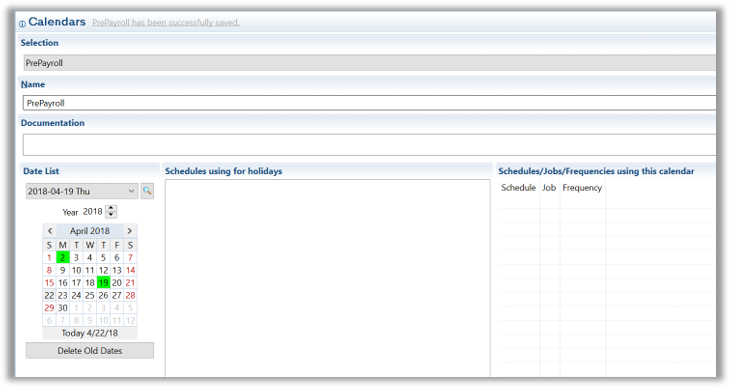 Calendars PrePayroll has been successfully saved.
Selection
PrePayroll
Name
PrePayroll
Documentation
Date List
2018-04-19 Thu
Year 2018
April 2018
S M T W T F S
1 2 3 4 5 6 7
8 9 10 11 12 13 14
15 16 17 18 19 20 21
22 23 24 25 26 27 28
29 30 1 2 3 4 5
6 7 8 9 10 11 12
Today 4/22/18
Delete Old Dates
Schedules using for holidays
Schedules/Jobs/Frequencies using this calendar
Schedule Job Frequency